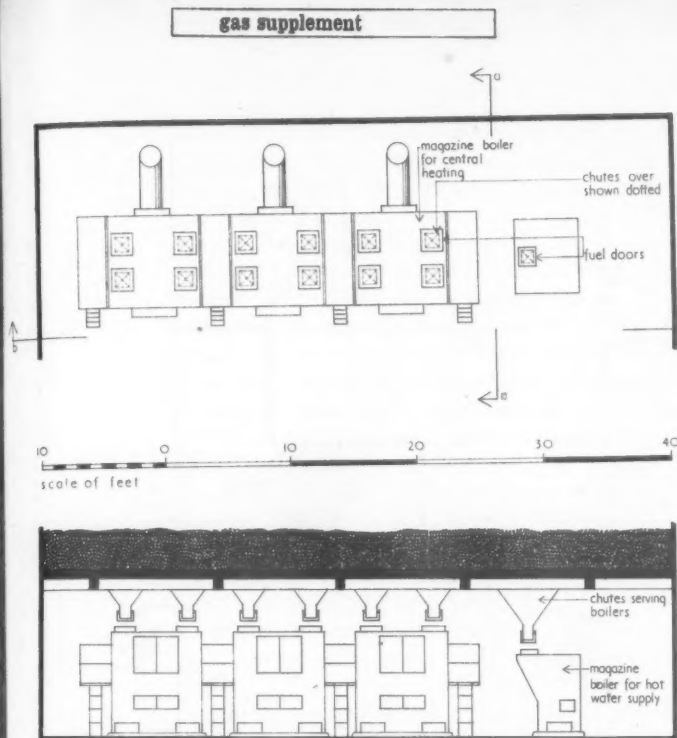 gas supplement
a
magazine boiler
for central
heating
chutes over
shown dotted
fuel doors
b
a
10 0 10 20 30 40
scale of feet
chutes serving
boilers
magazine
boiler for hot
water supply